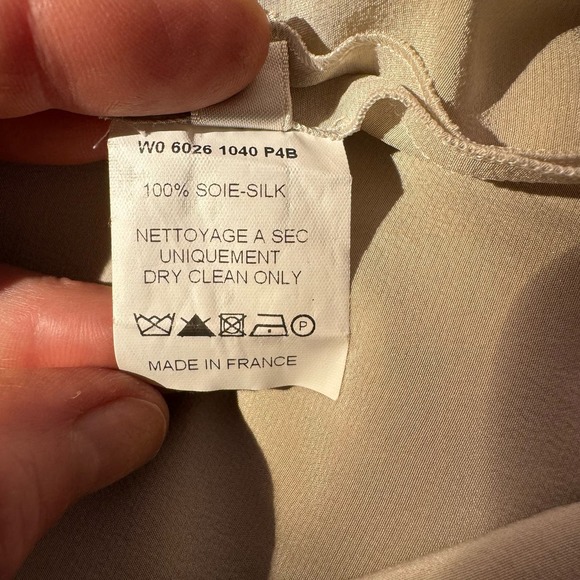 W0 6026 1040 P4B
100% SOIE-SILK
NETTOYAGE A SEC
UNIQUEMENT
DRY CLEAN ONLY
P
MADE IN FRANCE